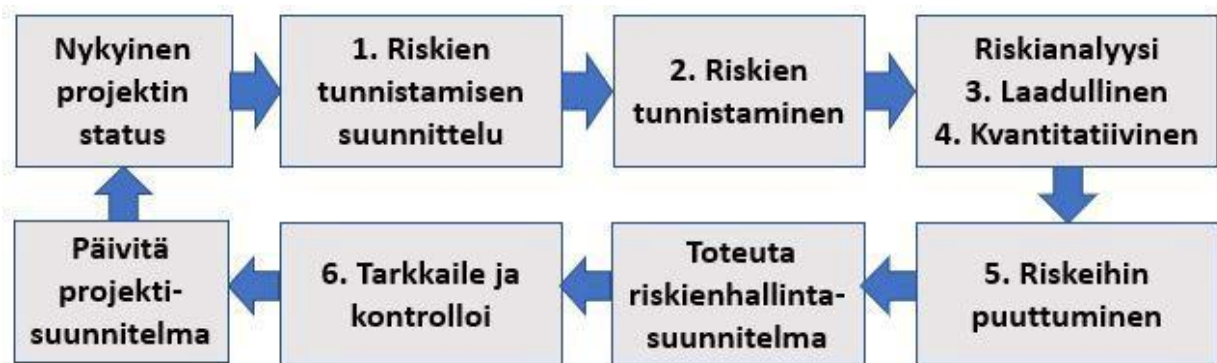 Nykyinen
projektin
status
1. Riskien
tunnistamisen
suunnittelu
2. Riskien
tunnistaminen
Riskianalyysi
3. Laadullinen
4. Kvantitatiivinen
5. Riskeihin
puuttuminen
Toteuta
riskienhallinta-
suunnitelma
6. Tarkkaile ja
kontrolloi
Päivitä
projekti-
suunnitelma